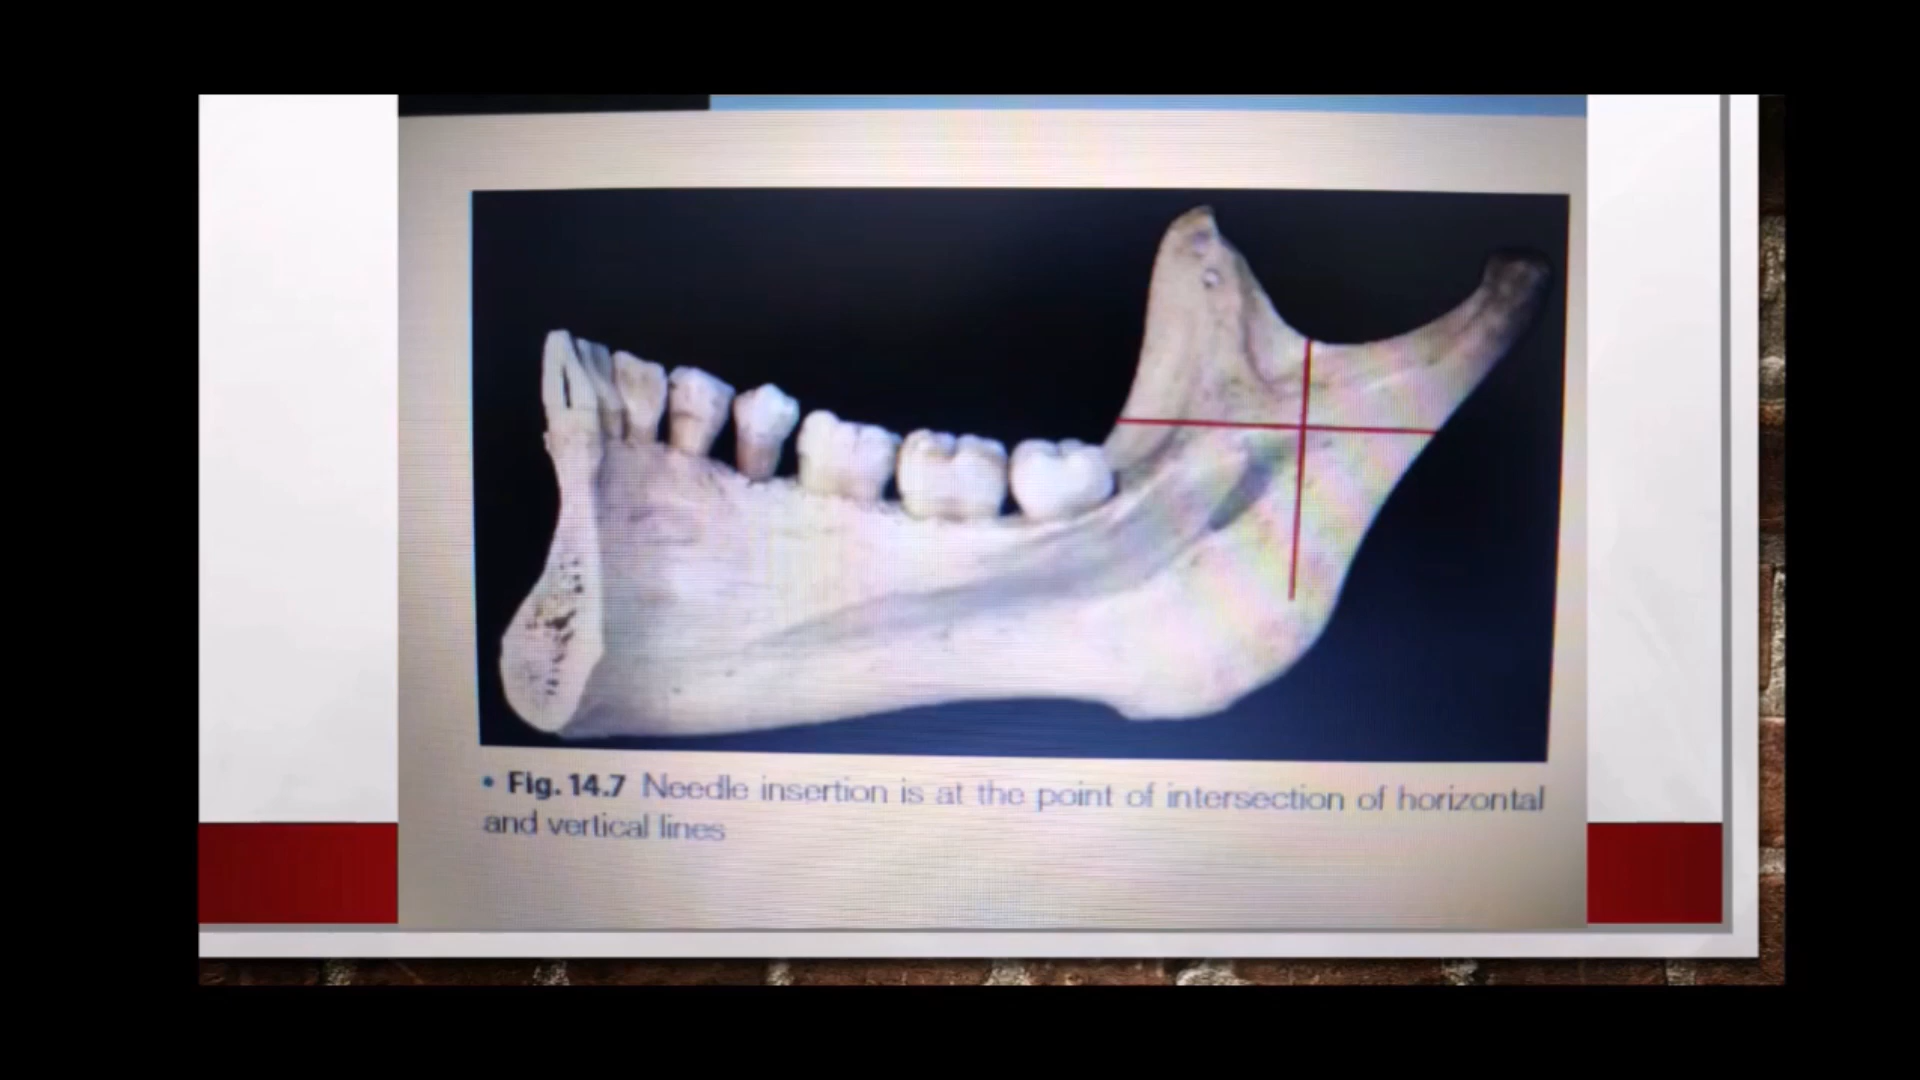 • Fig. 14.7 Needle insertion is at the point of intersection of horizontal
and vertical lines